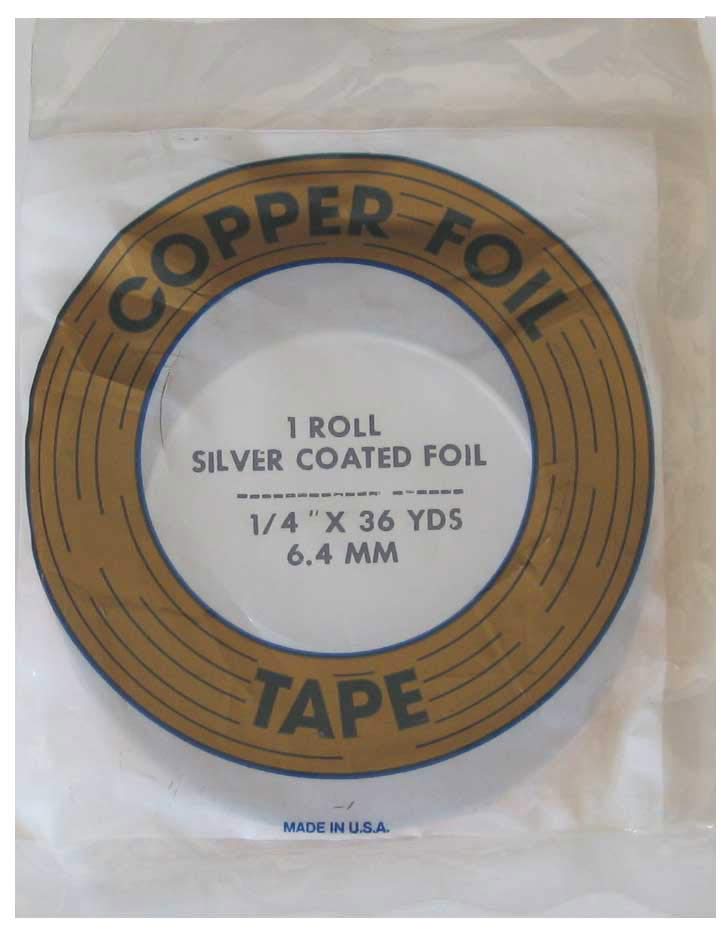 COPPER FOIL
1 ROLL
SILVER COATED FOIL
1/4 " X 36 YDS
6.4 MM
TAPE
MADE IN U.S.A.